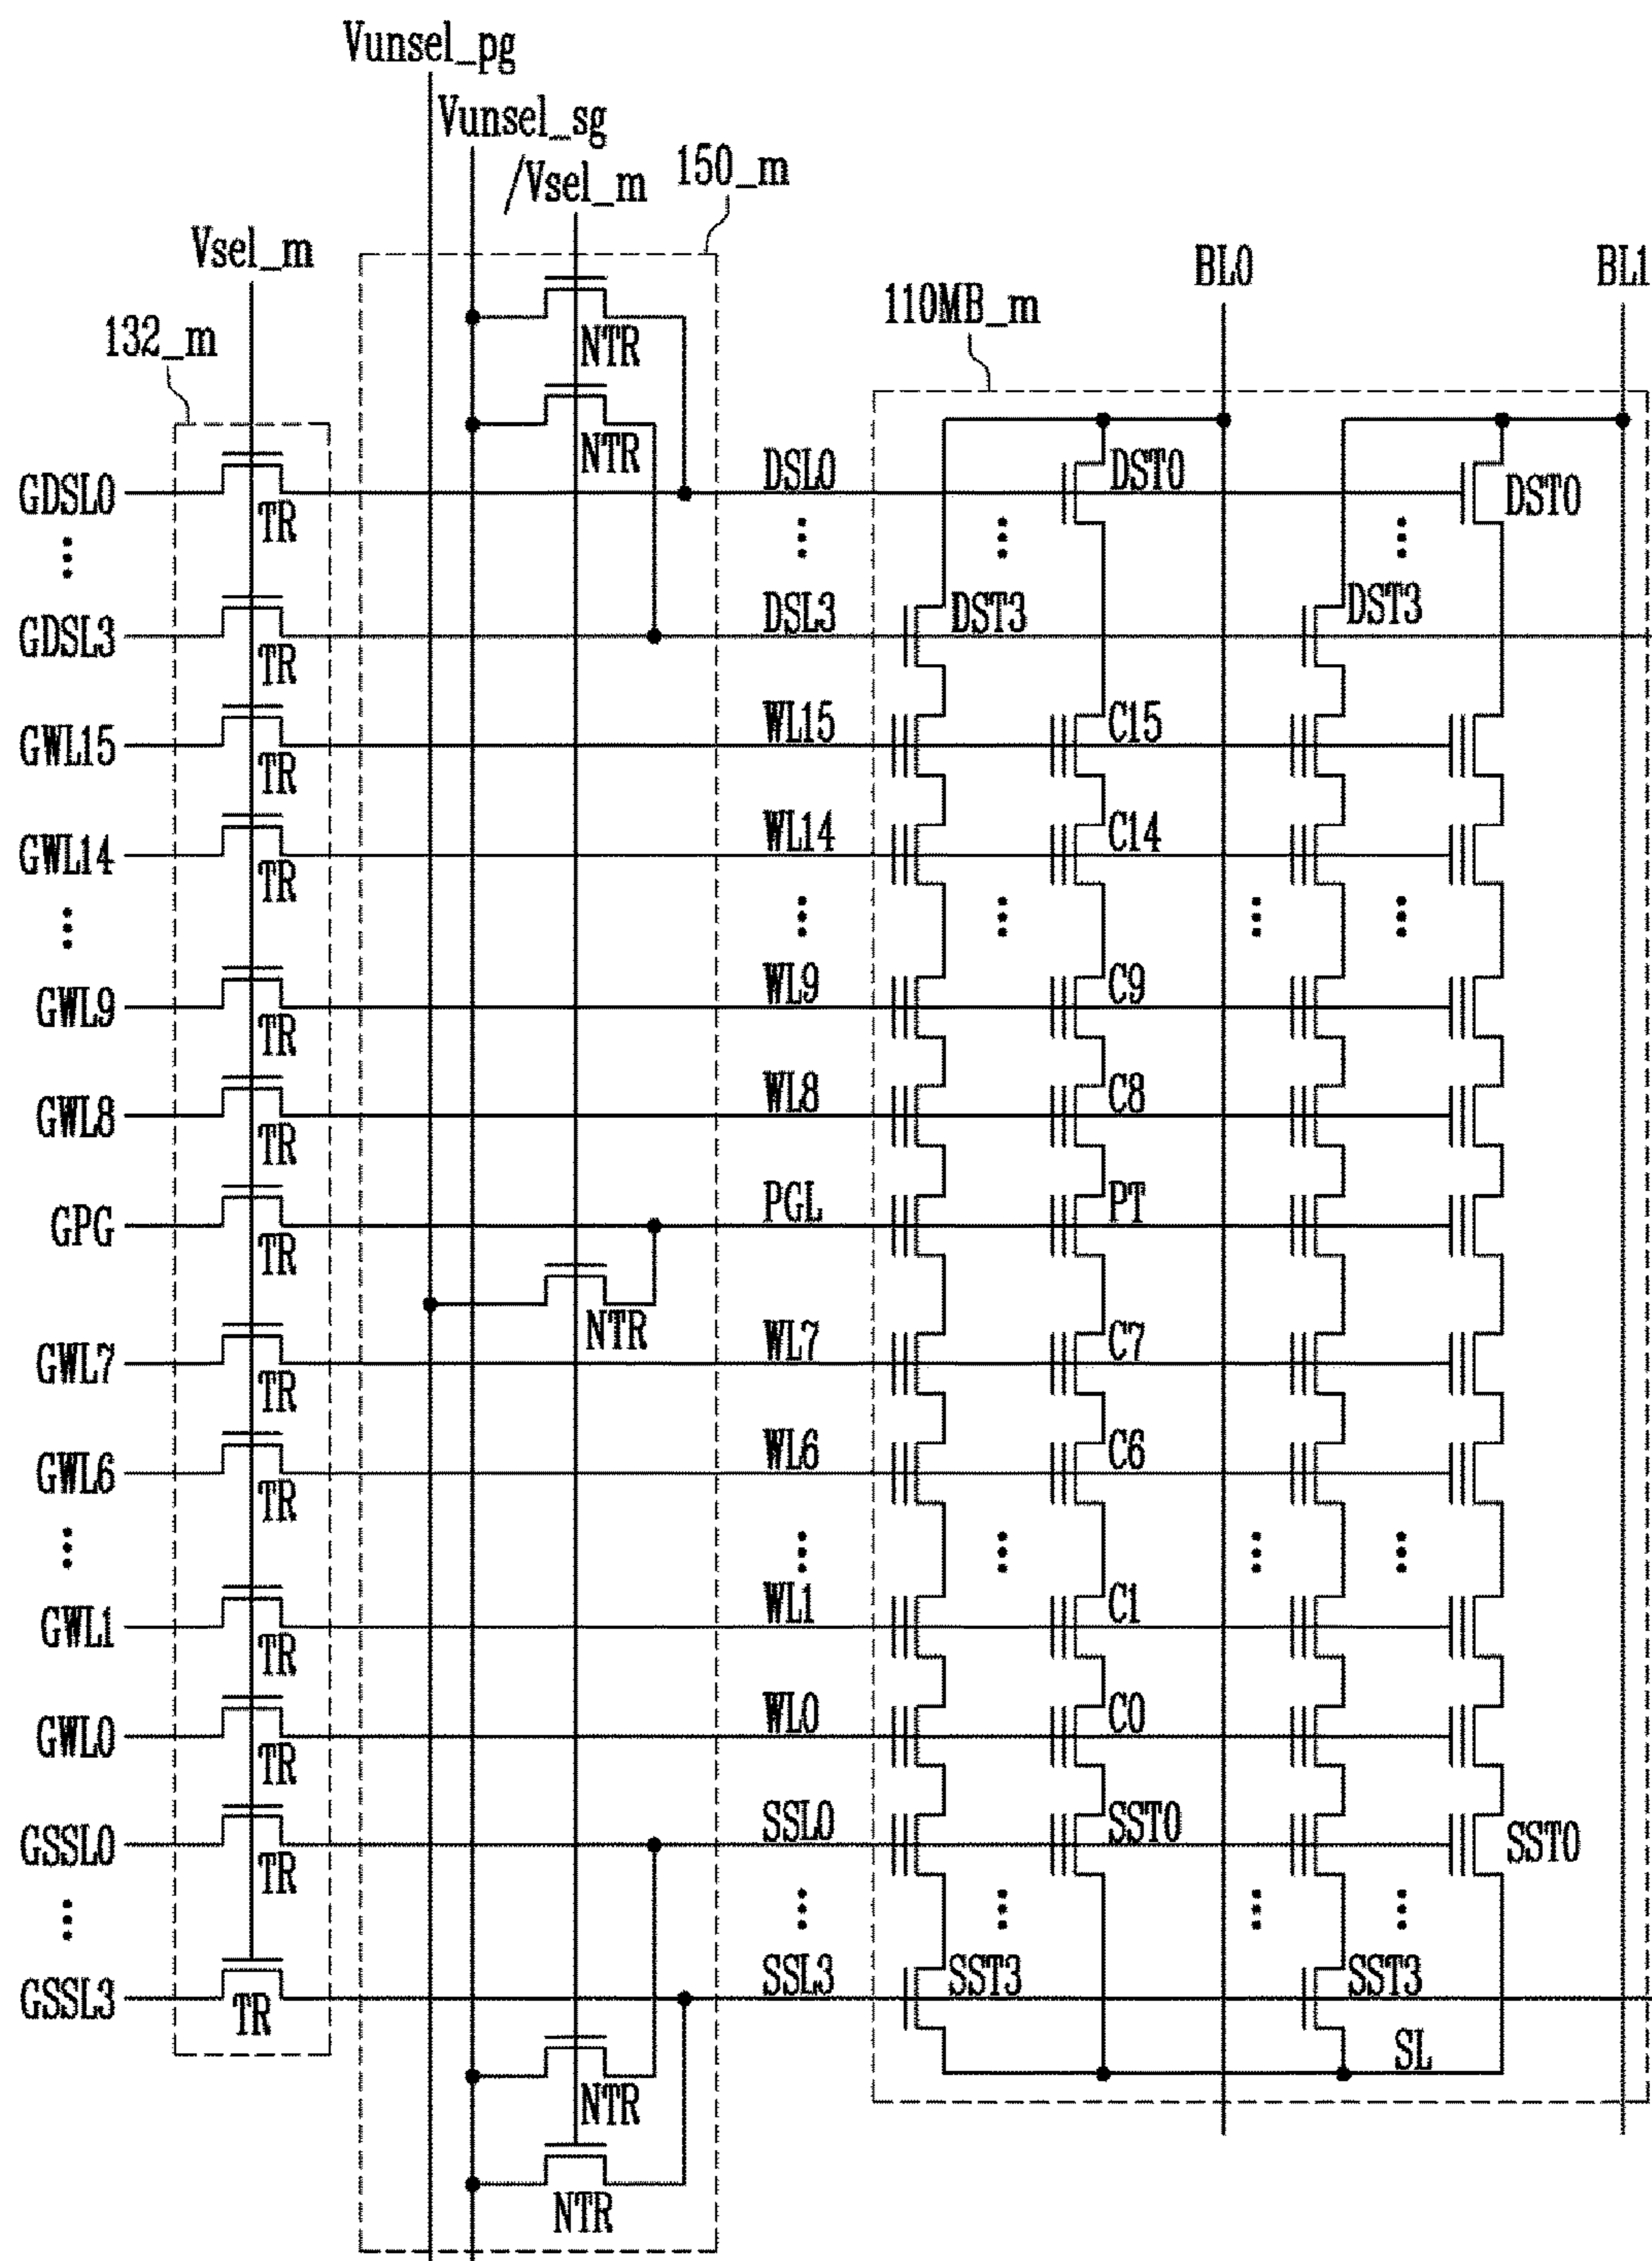 Vunsel_pg
Vunsel_sg
/Vsel_m
150_m
Vsel_m
BL0
BL1
132_m
110MB_m
NTR
NTR
GDSL0
TR
DSL0
DST0
DST0
GDSL3
TR
DSL3
DST3
DST3
GWL15
TR
WL15
C15
GWL14
TR
WL14
C14
GWL9
TR
WL9
C9
GWL8
TR
WL8
C8
GPG
TR
PGL
PT
NTR
GWL7
TR
WL7
C7
GWL6
TR
WL6
C6
GWL1
TR
WL1
C1
GWL0
TR
WL0
C0
GSSL0
TR
SSL0
SST0
SST0
GSSL3
TR
SSL3
SST3
SST3
SL
NTR
NTR